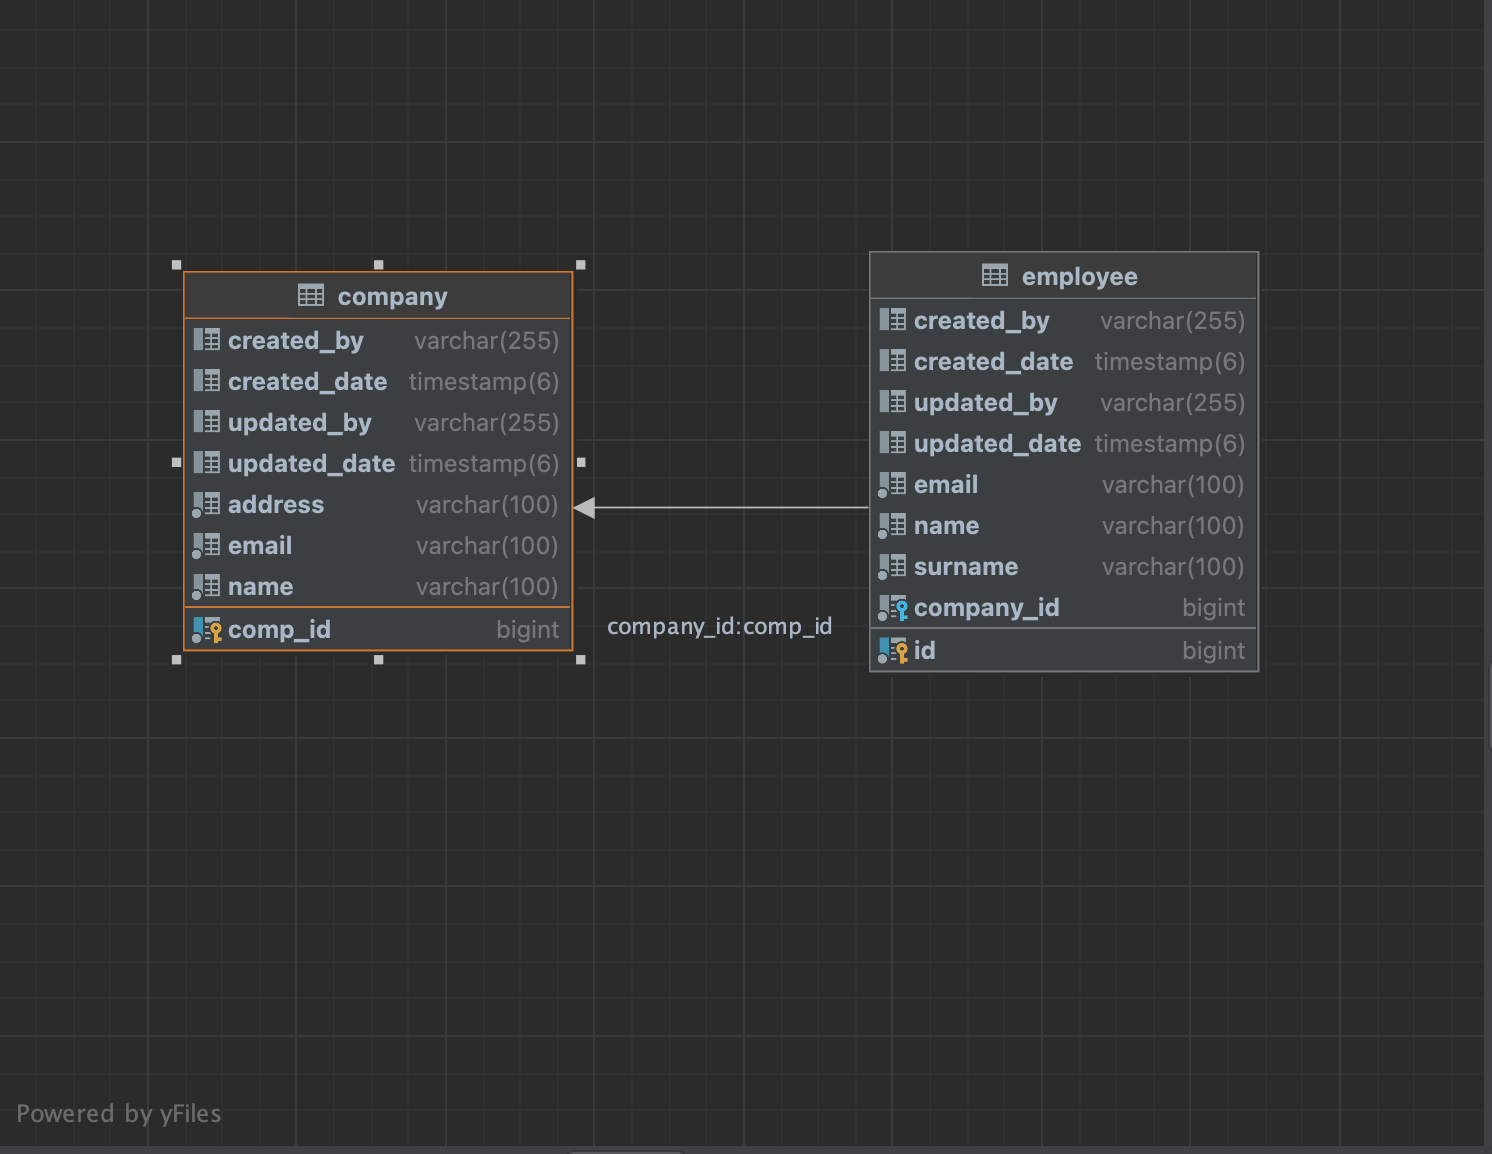 company
created_by varchar(255)
created_date timestamp(6)
updated_by varchar(255)
updated_date timestamp(6)
address varchar(100)
email varchar(100)
name varchar(100)
comp_id bigint
company_id:comp_id
employee
created_by varchar(255)
created_date timestamp(6)
updated_by varchar(255)
updated_date timestamp(6)
email varchar(100)
name varchar(100)
surname varchar(100)
company_id bigint
id bigint
Powered by yFiles